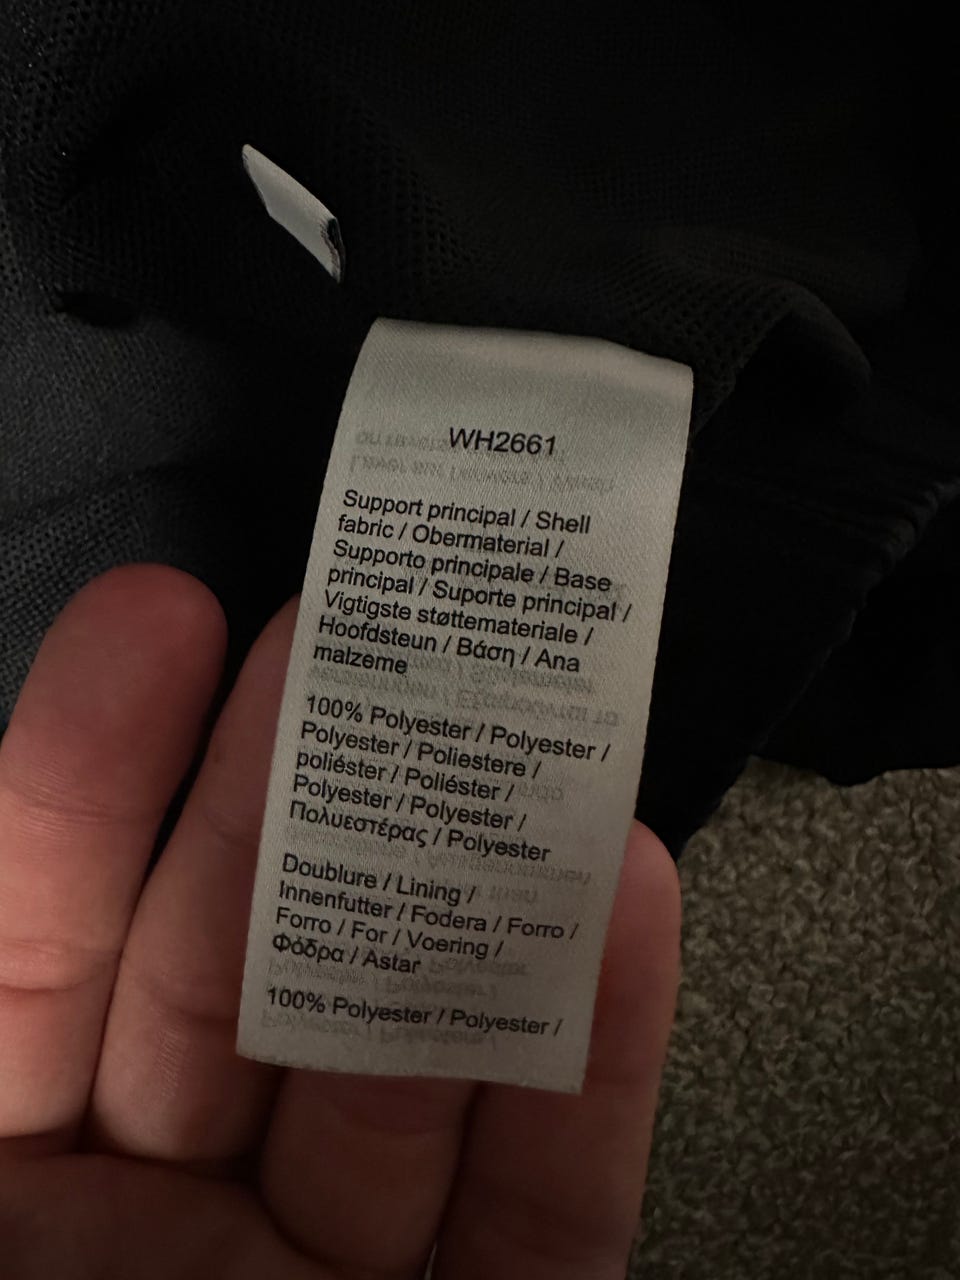 WH2661
Support principal / Shell
fabric / Obermaterial /
Supporto principale / Base
principal / Suporte principal /
Vigtigste støttemateriale /
Hoofdsteun / Βάση / Ana
malzeme
100% Polyester / Polyester /
Polyester / Poliestere /
poliéster / Poliéster /
Polyester / Polyester /
Πολυεστέρας / Polyester
Doublure / Lining /
Innenfutter / Fodera / Forro /
Forro / For / Voering /
Φόδρα / Astar
100% Polyester / Polyester /